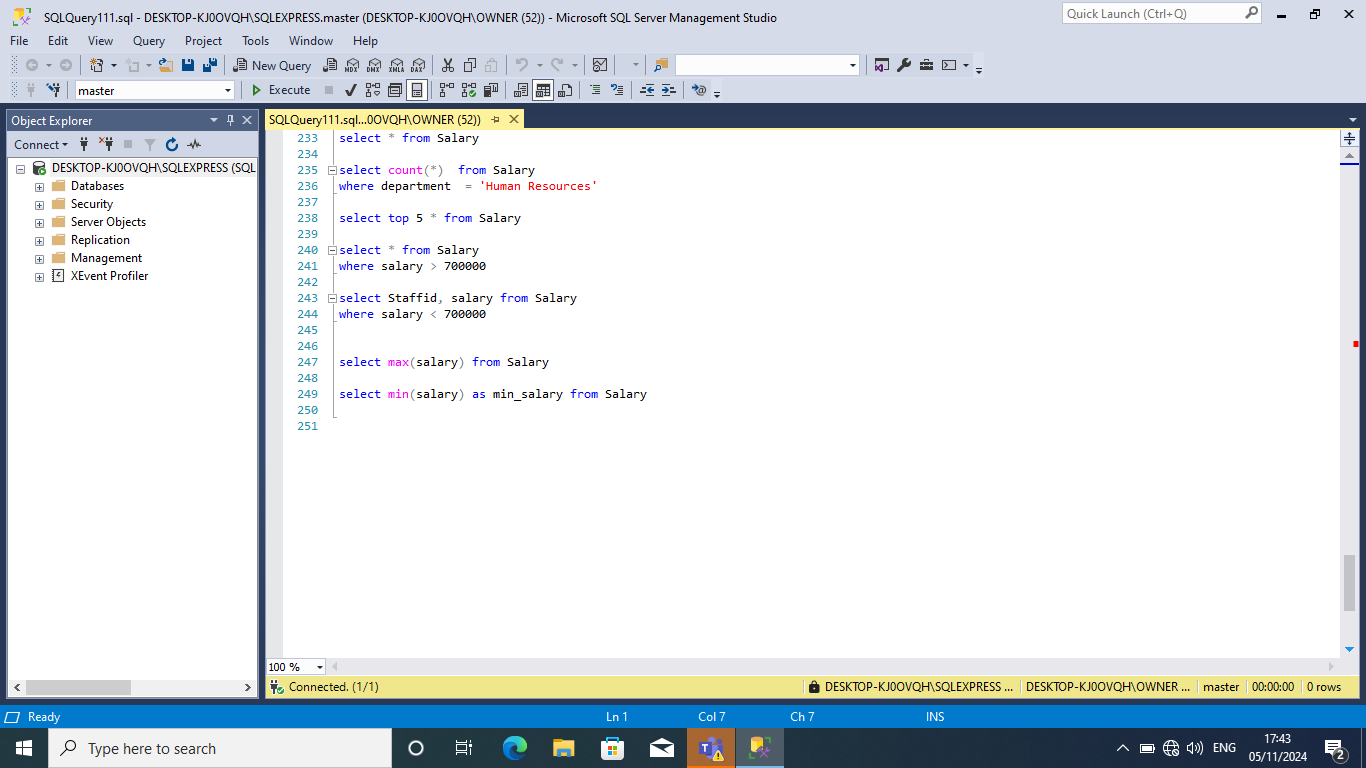 SQLQuery111.sql - DESKTOP-KJ0OVQH\SQLEXPRESS.master (DESKTOP-KJ0OVQH\OWNER (52)) - Microsoft SQL Server Management Studio
Quick Launch (Ctrl+Q)
File Edit View Query Project Tools Window Help
New Query MDX DMX XMLA DAX
master Execute
Object Explorer
SQLQuery111.sql...0OVQH\OWNER (52))
Connect
DESKTOP-KJ0OVQH\SQLEXPRESS (SQL
Databases
Security
Server Objects
Replication
Management
XEvent Profiler
233 select * from Salary
234
235 select count(*)  from Salary
236 where department  = 'Human Resources'
237
238 select top 5 * from Salary
239
240 select * from Salary
241 where salary > 700000
242
243 select Staffid, salary from Salary
244 where salary < 700000
245
246
247 select max(salary) from Salary
248
249 select min(salary) as min_salary from Salary
250
251
100 %
Connected. (1/1) DESKTOP-KJ0OVQH\SQLEXPRESS ... DESKTOP-KJ0OVQH\OWNER ... master 00:00:00 0 rows
Ready Ln 1 Col 7 Ch 7 INS
Type here to search
ENG
17:43
05/11/2024
2